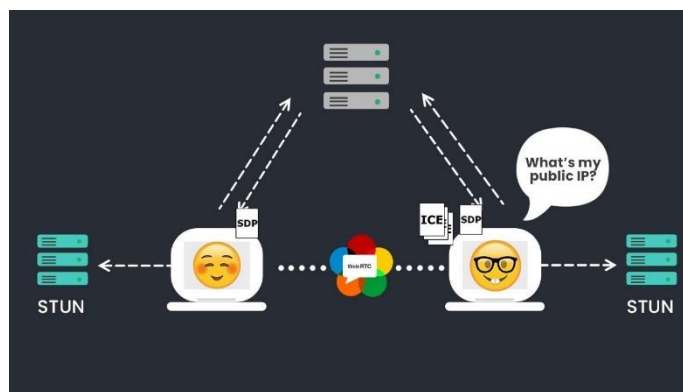 What's my
public IP?
SDP
ICE
SDP
WebRTC
STUN
STUN